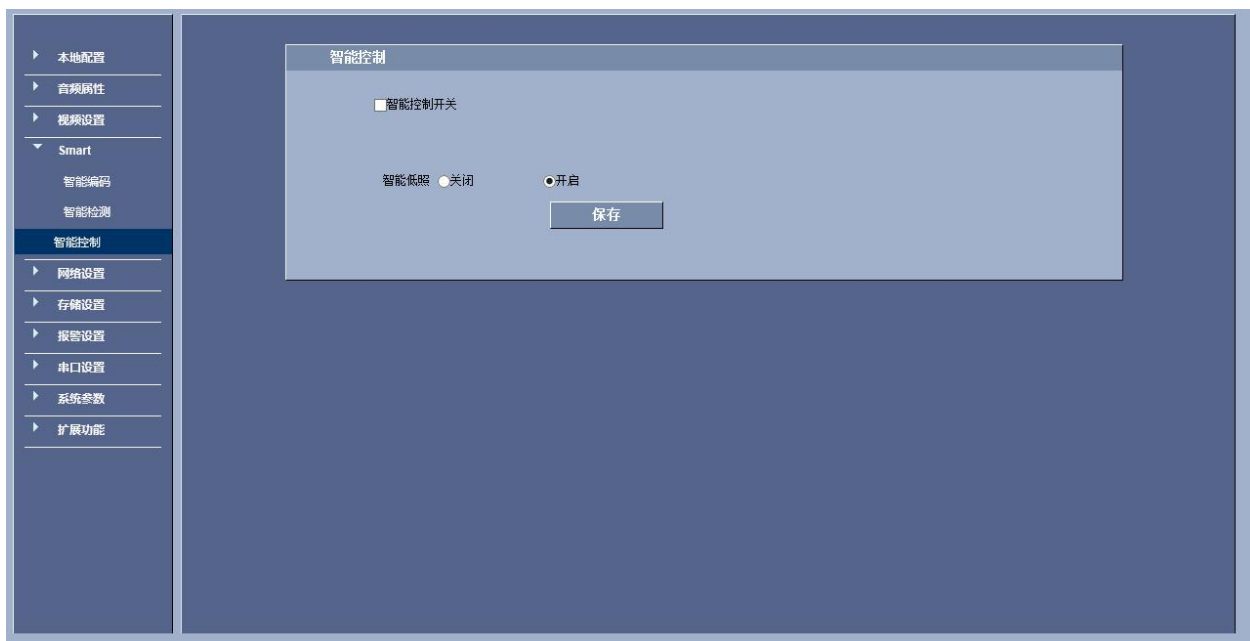 本地配置
音频属性
视频设置
Smart
智能编码
智能检测
智能控制
网络设置
存储设置
报警设置
串口设置
系统参数
扩展功能
智能控制
智能控制开关
智能低照 关闭 开启
保存